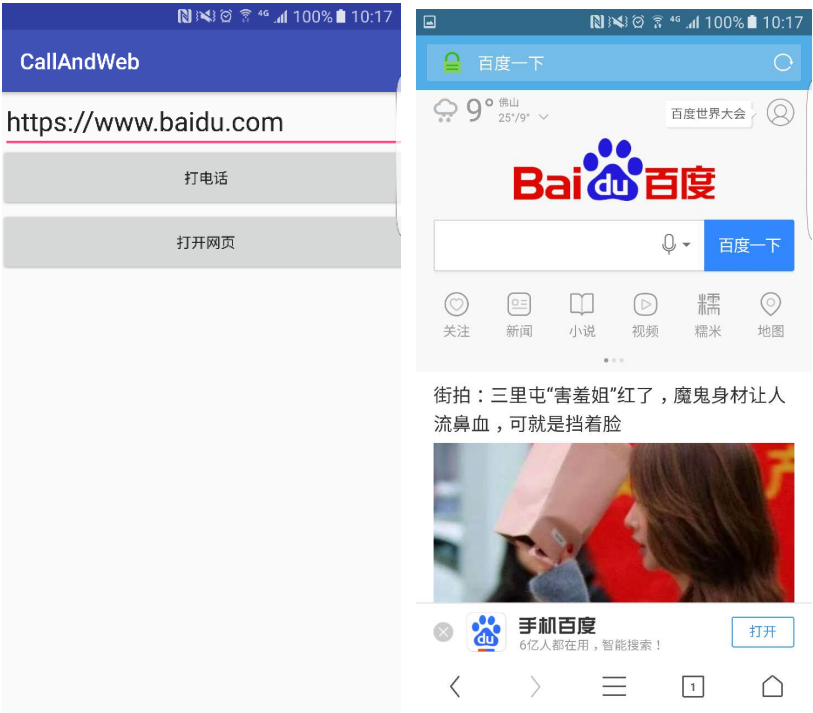 4G 100% 10:17
CallAndWeb
https://www.baidu.com
打电话
打开网页
4G 100% 10:17
百度一下
9° 佛山
25°/9°
百度世界大会
Bai du 百度
百度一下
关注 新闻 小说 视频 糯米 地图
街拍：三里屯“害羞姐”红了，魔鬼身材让人
流鼻血，可就是挡着脸
du 手机百度
6亿人都在用，智能搜索！
打开
1